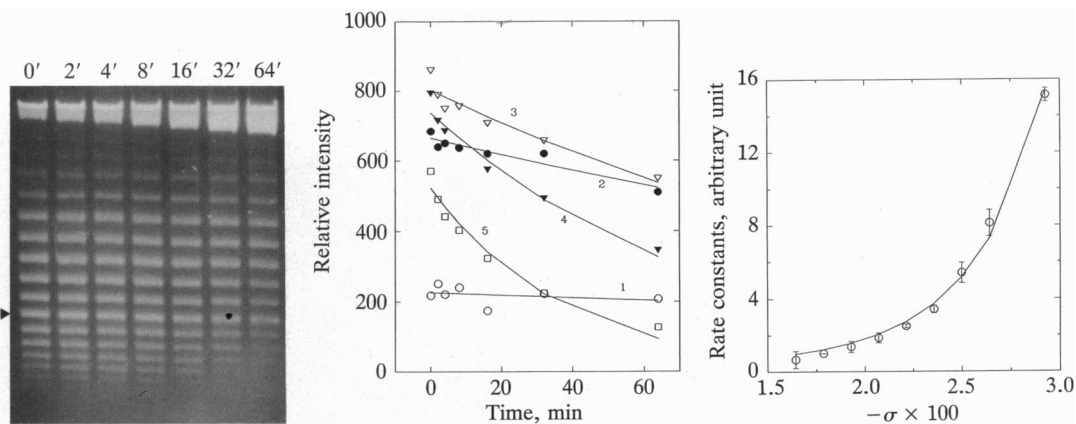 0′ 2′ 4′ 8′ 16′ 32′ 64′
1000
800
600
400
200
0
Relative intensity
3
2
4
5
1
0 20 40 60
Time, min
16
12
8
4
0
Rate constants, arbitrary unit
1.5 2.0 2.5 3.0
−σ × 100